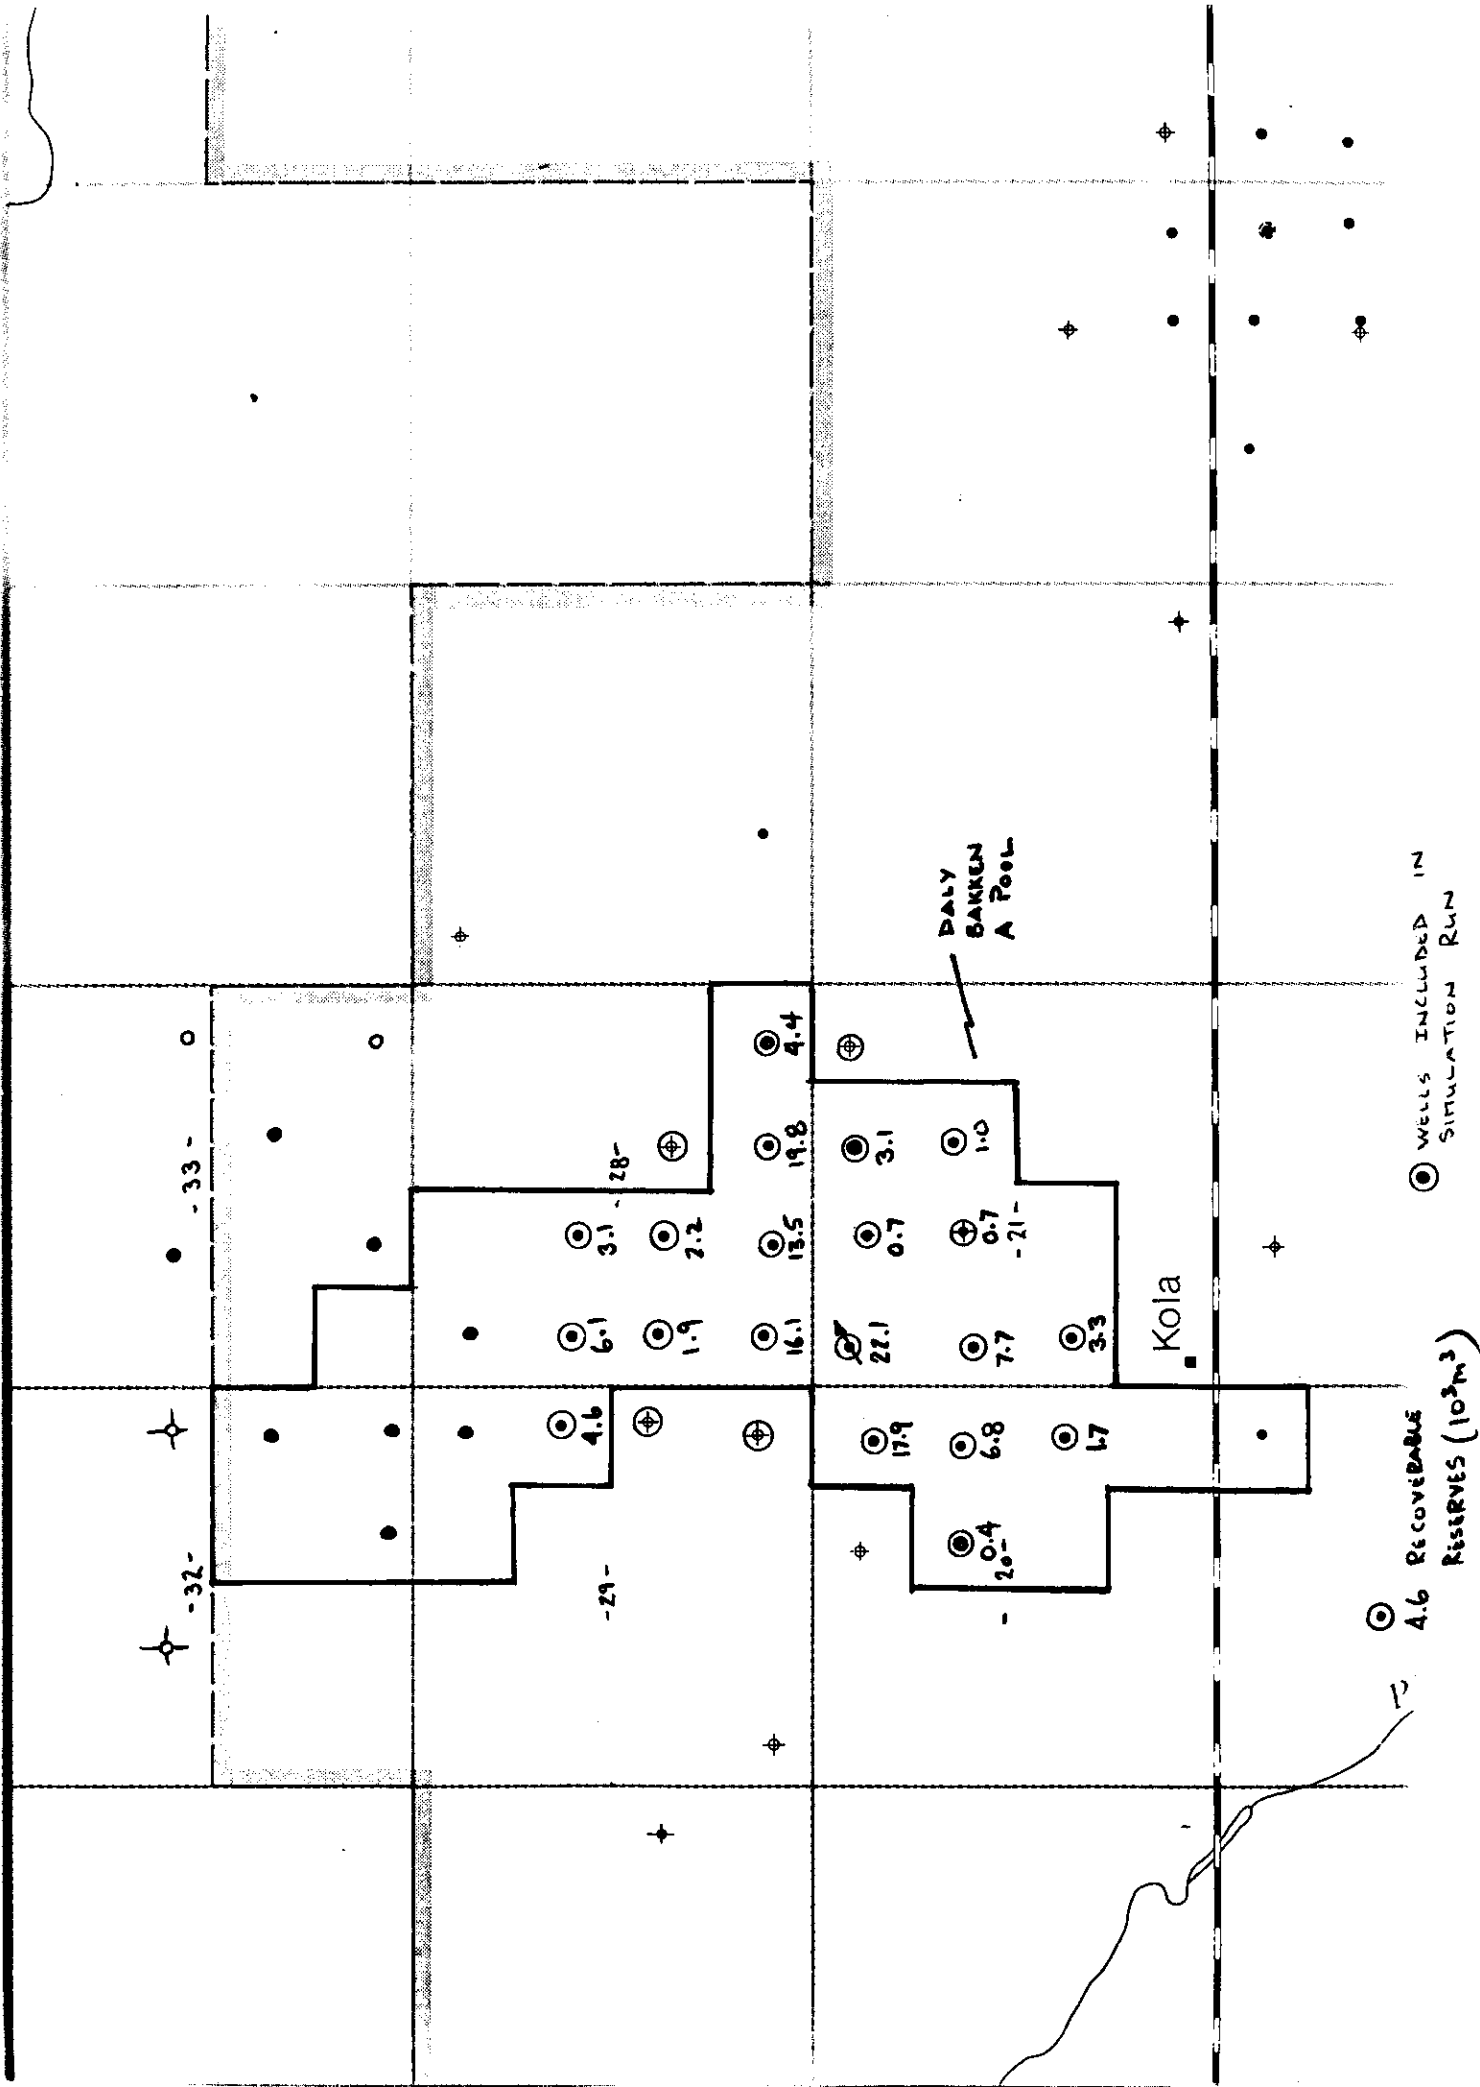 -32-
-33-
4.6 6.1 3.1
-29-
-28-
1.9 2.2
16.1 13.5 19.8 4.4
17.9 22.1 0.7 3.1
0.4 6.8 7.7 0.7 1.0
-20-
-21-
DALY
BAKKEN
A POOL
1.7 3.3
Kola
4.6 RECOVERABLE
RESERVES (10³m³)
WELLS INCLUDED IN
SIMULATION RUN